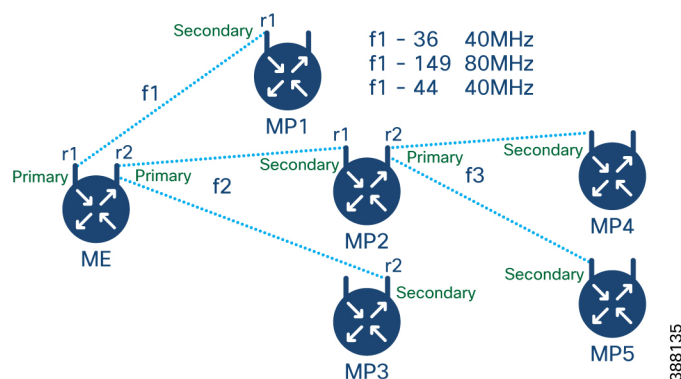 r1
Secondary
f1 - 36 40MHz
f1 - 149 80MHz
f1 - 44 40MHz
f1
MP1
r1 r2
Primary Primary
ME
f2
r1 r2
Secondary Primary
MP2
f3
Secondary
MP4
r2
Secondary
MP3
Secondary
MP5
388135